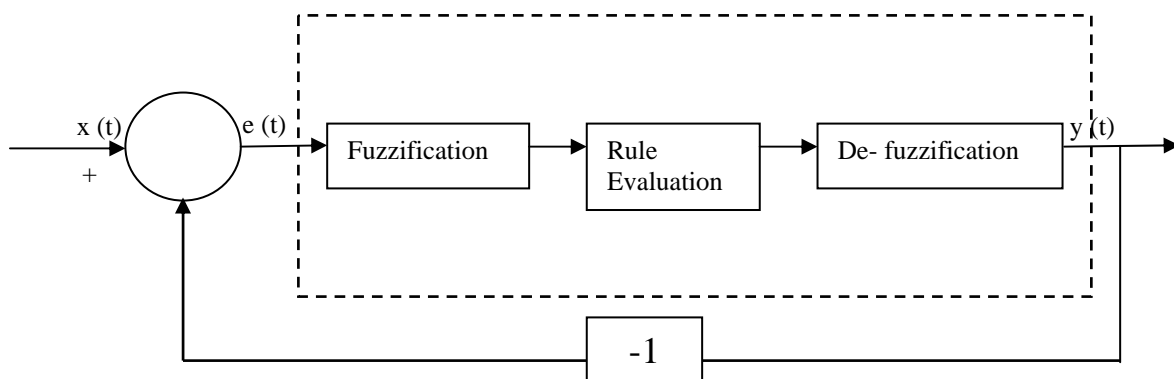 x (t)
+
e (t)
Fuzzification
Rule
Evaluation
De- fuzzification
y (t)
-1